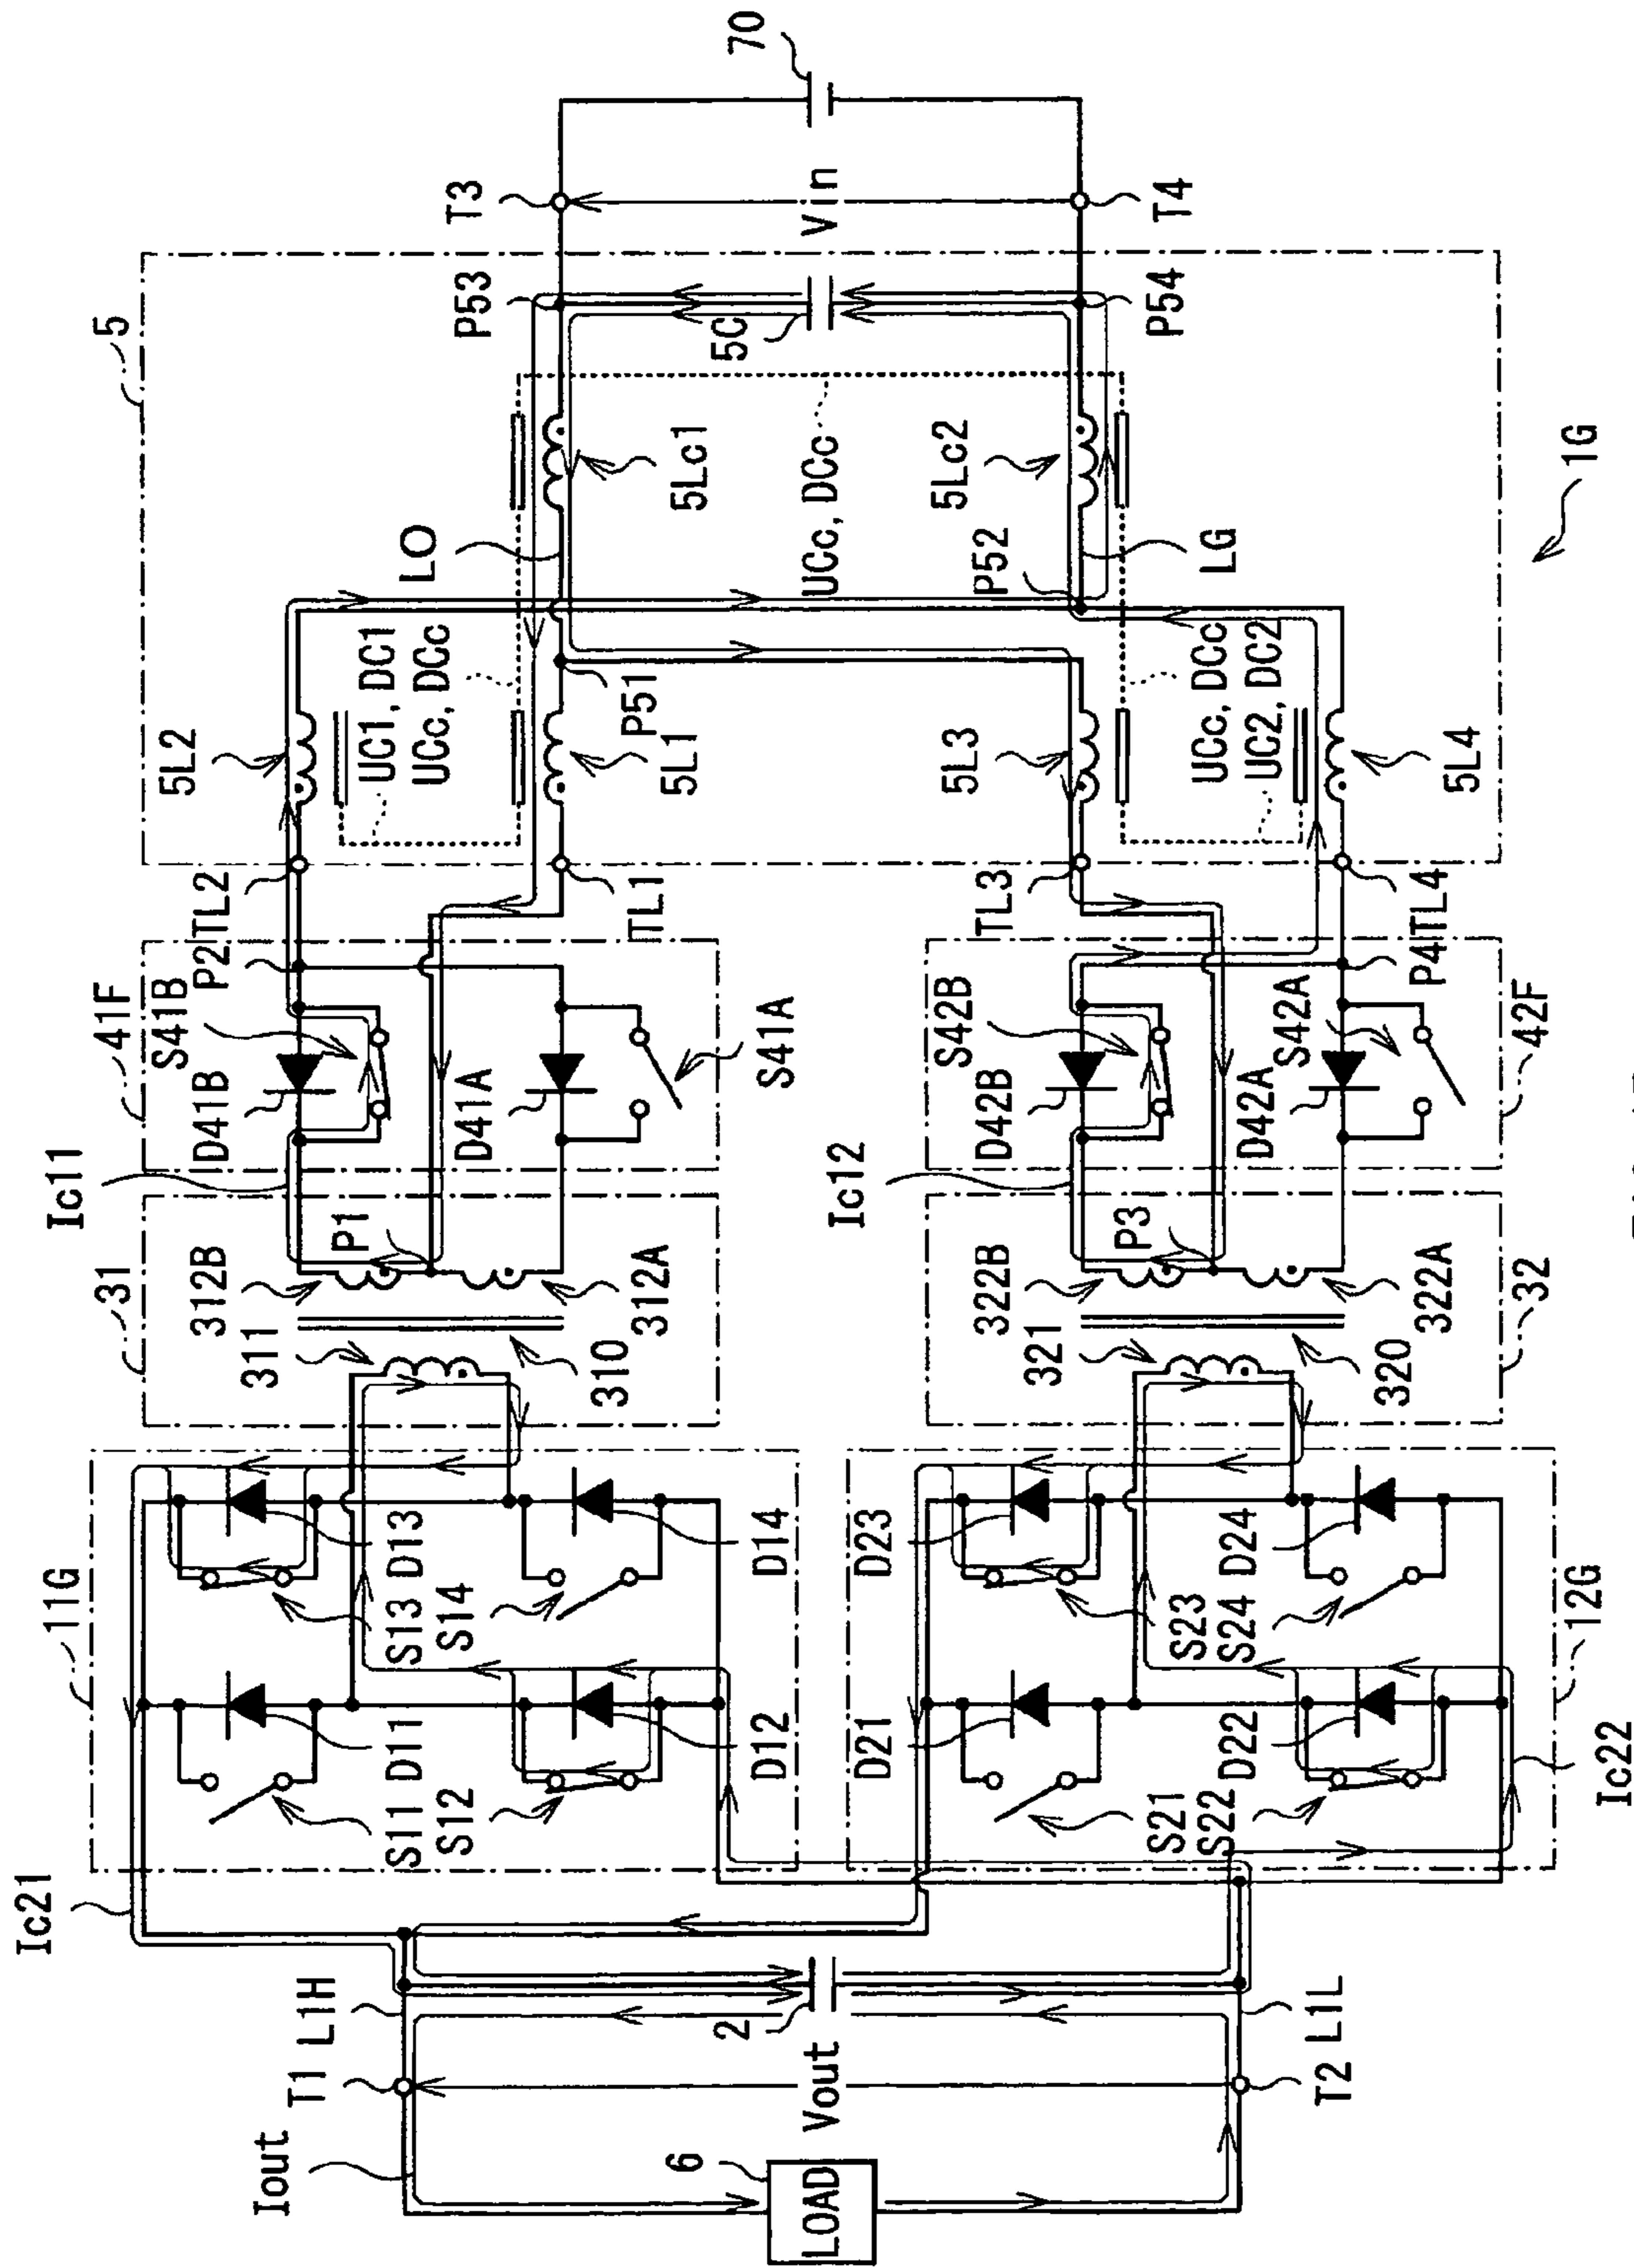 Iout
T1
L1H
Ic21
11G
31
Ic11
41F
5
S11
D11
S12
D12
S13
D13
S14
D14
311
310
312B
312A
P1
D41B
S41B
P2
TL2
D41A
S41A
TL1
5L2
UC1, DC1
UCc, DCc
5L1
P51
LO
5Lc1
P53
5C
T3
70
Vin
6
LOAD
Vout
2
T2
L1L
D21
S21
S22
D22
D23
S23
S24
D24
Ic22
12G
321
320
322B
322A
P3
32
Ic12
D42B
S42B
D42A
S42A
42F
TL3
P4
TL4
5L3
UCc, DCc
UC2, DC2
5L4
P52
LG
5Lc2
UCc, DCc
P54
T4
1G